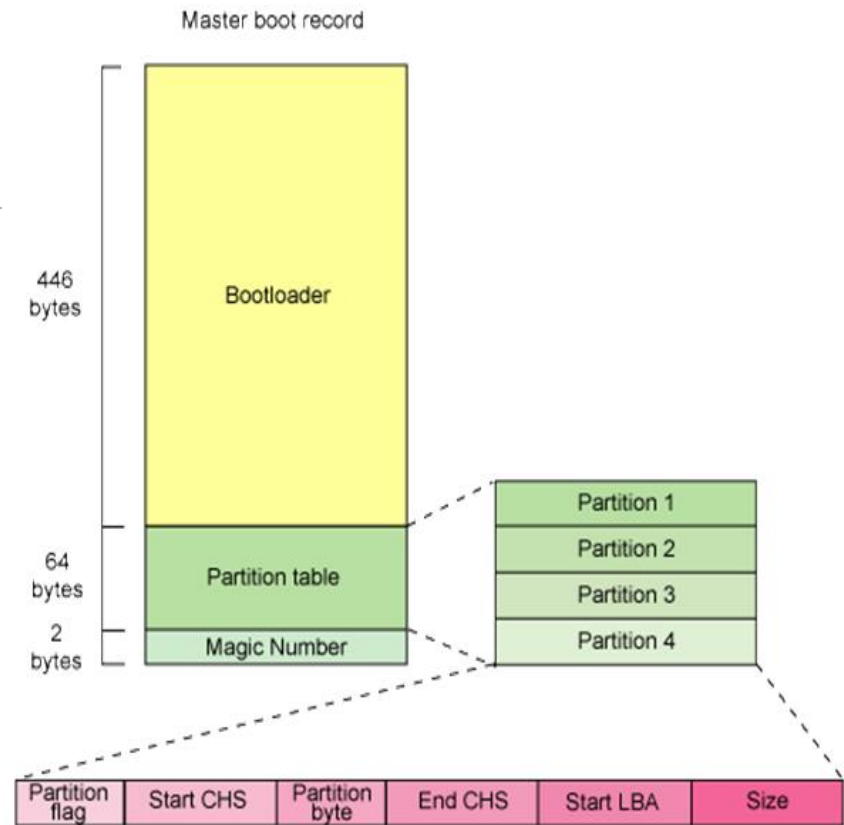 Master boot record
446
bytes
Bootloader
64
bytes
Partition table
2
bytes
Magic Number
Partition 1
Partition 2
Partition 3
Partition 4
Partition
flag
Start CHS
Partition
byte
End CHS
Start LBA
Size